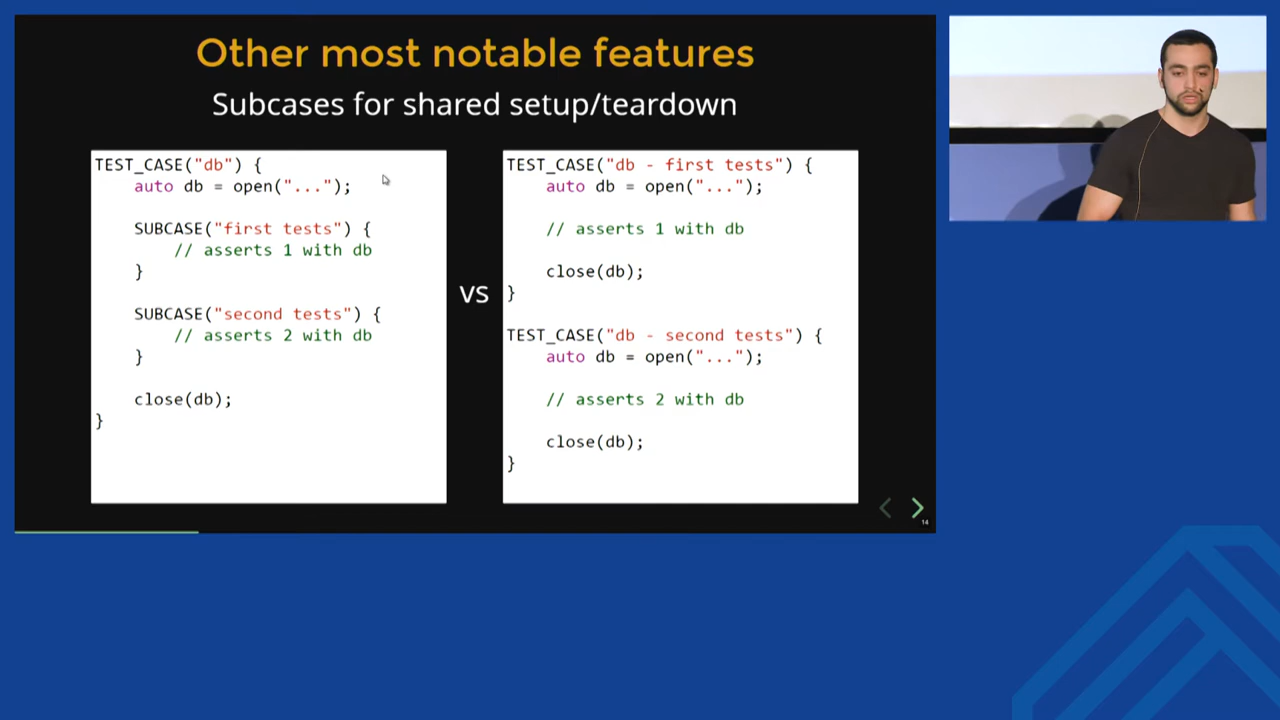 Other most notable features
Subcases for shared setup/teardown
TEST_CASE("db") {
    auto db = open("...");
    SUBCASE("first tests") {
        // asserts 1 with db
    }
    SUBCASE("second tests") {
        // asserts 2 with db
    }
    close(db);
}
vs
TEST_CASE("db - first tests") {
    auto db = open("...");
    // asserts 1 with db
    close(db);
}
TEST_CASE("db - second tests") {
    auto db = open("...");
    // asserts 2 with db
    close(db);
}
14